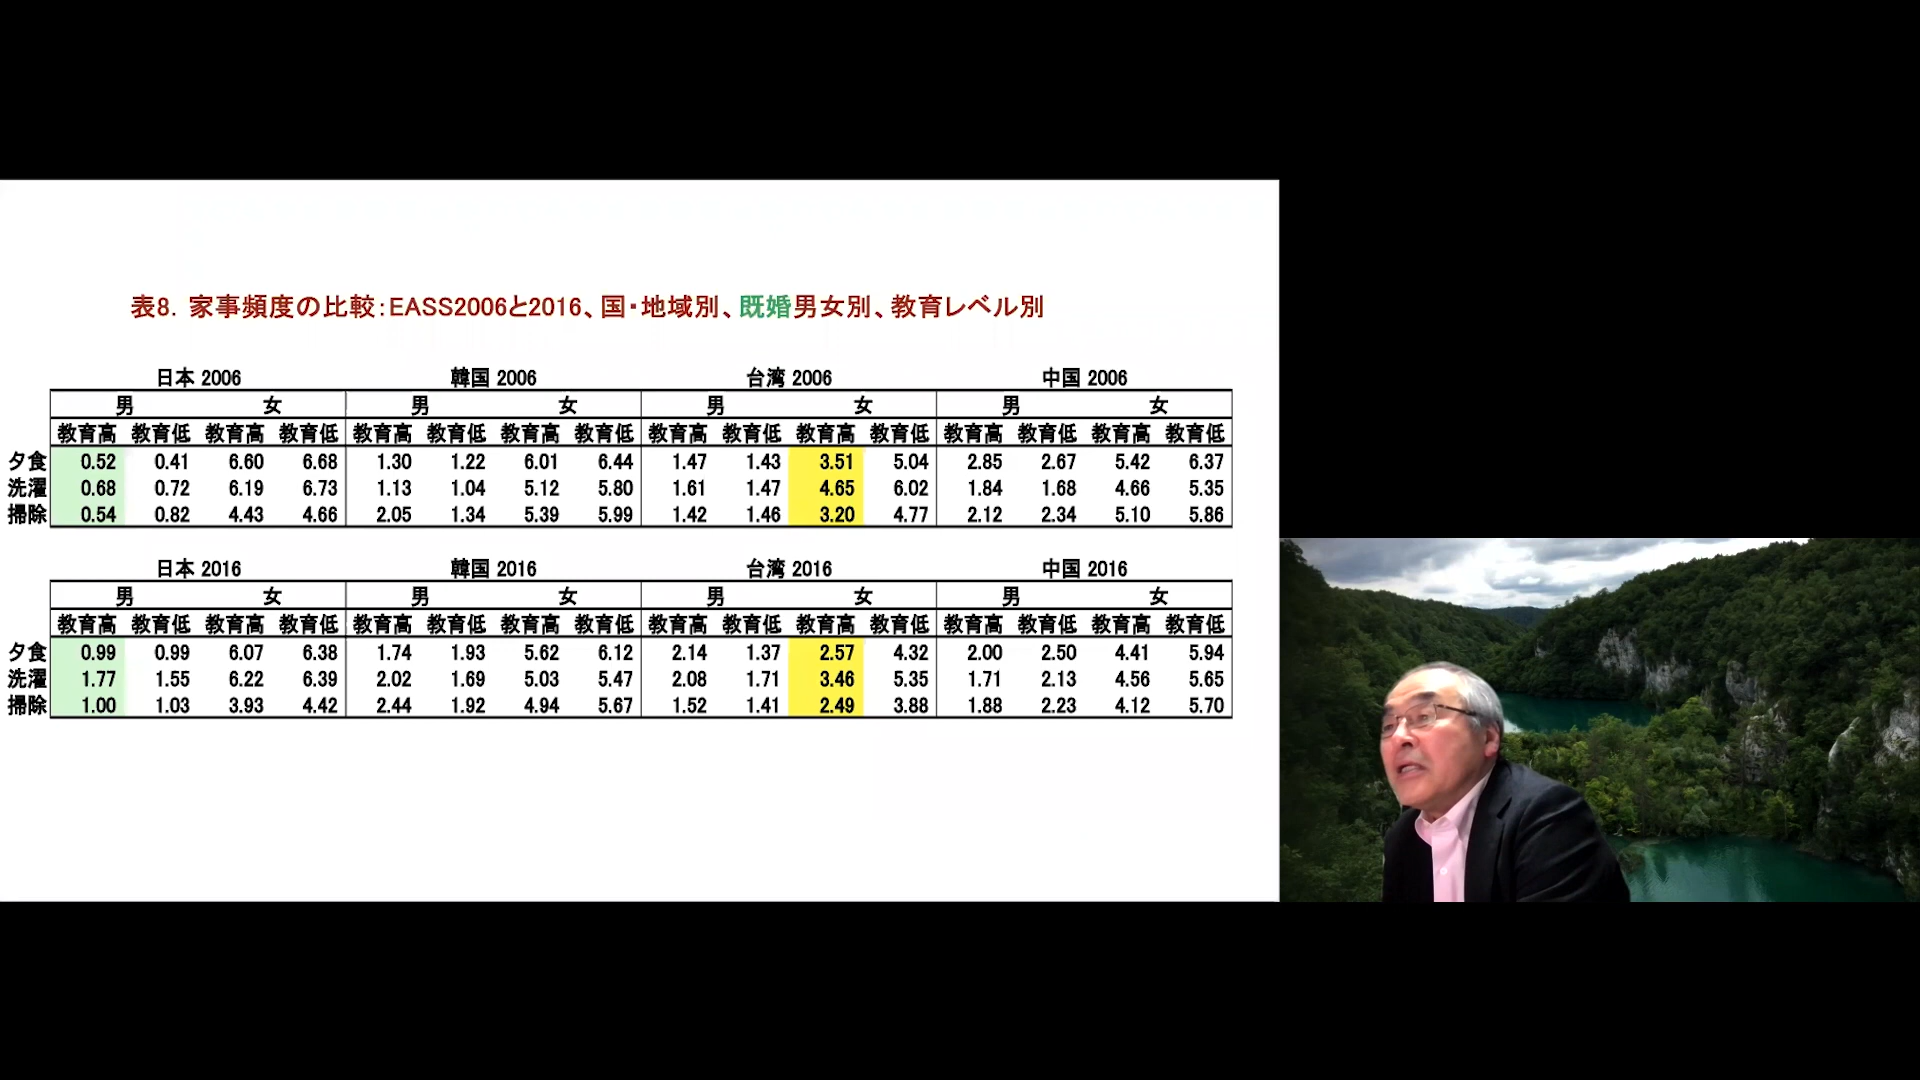 表8. 家事頻度の比較:EASS2006と2016、国・地域別、既婚男女別、教育レベル別
日本 2006 韓国 2006 台湾 2006 中国 2006
男 女 男 女 男 女 男 女
教育高 教育低 教育高 教育低 教育高 教育低 教育高 教育低 教育高 教育低 教育高 教育低 教育高 教育低 教育高 教育低
夕食 0.52 0.41 6.60 6.68 1.30 1.22 6.01 6.44 1.47 1.43 3.51 5.04 2.85 2.67 5.42 6.37
洗濯 0.68 0.72 6.19 6.73 1.13 1.04 5.12 5.80 1.61 1.47 4.65 6.02 1.84 1.68 4.66 5.35
掃除 0.54 0.82 4.43 4.66 2.05 1.34 5.39 5.99 1.42 1.46 3.20 4.77 2.12 2.34 5.10 5.86
日本 2016 韓国 2016 台湾 2016 中国 2016
男 女 男 女 男 女 男 女
教育高 教育低 教育高 教育低 教育高 教育低 教育高 教育低 教育高 教育低 教育高 教育低 教育高 教育低 教育高 教育低
夕食 0.99 0.99 6.07 6.38 1.74 1.93 5.62 6.12 2.14 1.37 2.57 4.32 2.00 2.50 4.41 5.94
洗濯 1.77 1.55 6.22 6.39 2.02 1.69 5.03 5.47 2.08 1.71 3.46 5.35 1.71 2.13 4.56 5.65
掃除 1.00 1.03 3.93 4.42 2.44 1.92 4.94 5.67 1.52 1.41 2.49 3.88 1.88 2.23 4.12 5.70